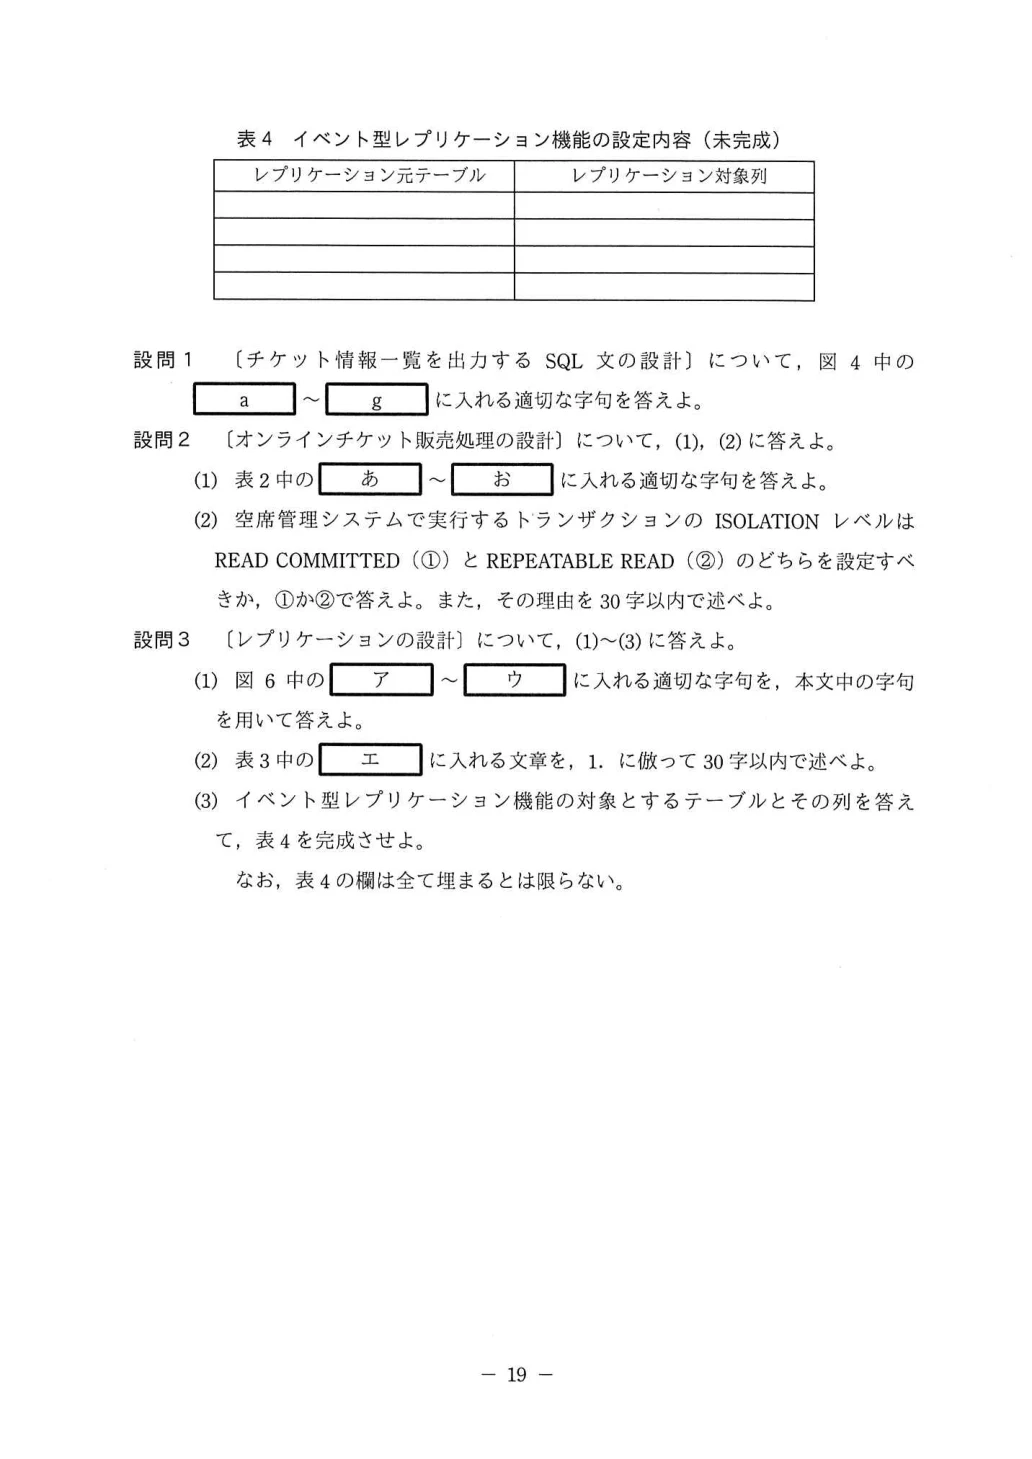 表4 イベント型レプリケーション機能の設定内容（未完成）
レプリケーション元テーブル レプリケーション対象列
設問1 〔チケット情報一覧を出力する SQL 文の設計〕について，図 4 中の
a ～ g に入れる適切な字句を答えよ。
設問2 〔オンラインチケット販売処理の設計〕について，(1)，(2) に答えよ。
(1) 表2中の あ ～ お に入れる適切な字句を答えよ。
(2) 空席管理システムで実行するトランザクションの ISOLATION レベルは
READ COMMITTED（①）と REPEATABLE READ（②）のどちらを設定すべ
きか，①か②で答えよ。また，その理由を 30 字以内で述べよ。
設問3 〔レプリケーションの設計〕について，(1)～(3) に答えよ。
(1) 図 6 中の ア ～ ウ に入れる適切な字句を，本文中の字句
を用いて答えよ。
(2) 表3中の エ に入れる文章を，1. に倣って 30 字以内で述べよ。
(3) イベント型レプリケーション機能の対象とするテーブルとその列を答え
て，表4を完成させよ。
なお，表4の欄は全て埋まるとは限らない。
－ 19 －